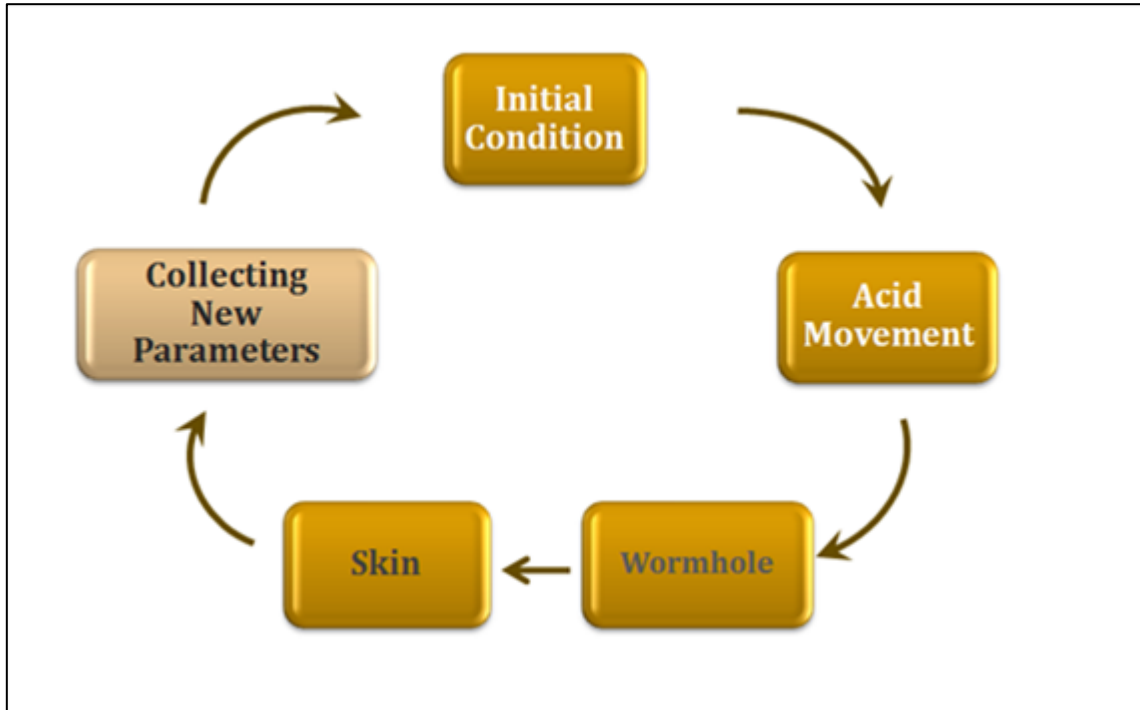 Initial
Condition
Acid
Movement
Wormhole
Skin
Collecting
New
Parameters